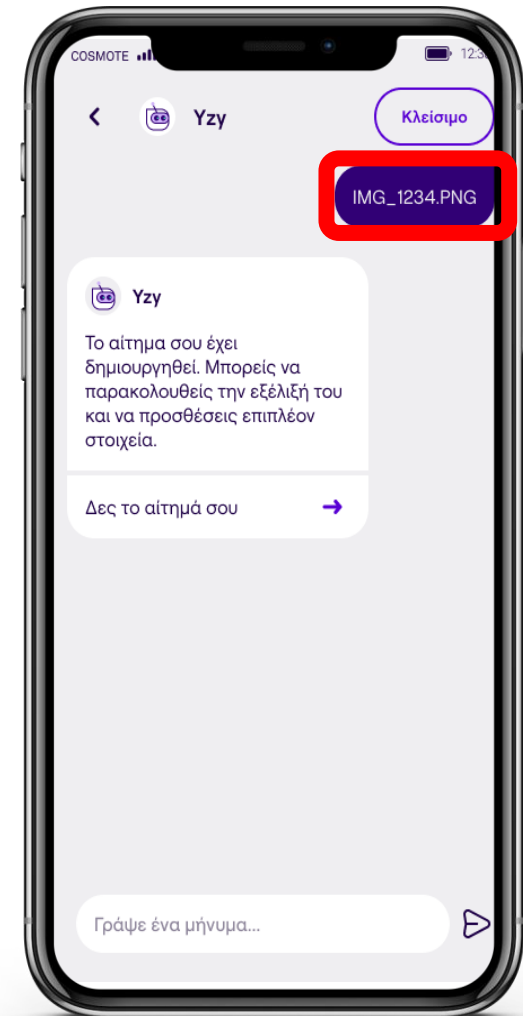 COSMOTE
Yzy
Κλείσιμο
IMG_1234.PNG
Yzy
Το αίτημα σου έχει
δημιουργηθεί. Μπορείς να
παρακολουθείς την εξέλιξή του
και να προσθέσεις επιπλέον
στοιχεία.
Δες το αίτημά σου
Γράψε ένα μήνυμα...